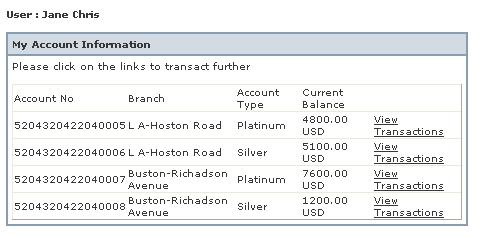 User : Jane Chris
My Account Information
Please click on the links to transact further
Account No Branch Account Type Current Balance
5204320422040005 L A-Hoston Road Platinum 4800.00 USD View Transactions
5204320422040006 L A-Hoston Road Silver 5100.00 USD View Transactions
5204320422040007 Buston-Richadson Avenue Platinum 7600.00 USD View Transactions
5204320422040008 Buston-Richadson Avenue Silver 1200.00 USD View Transactions